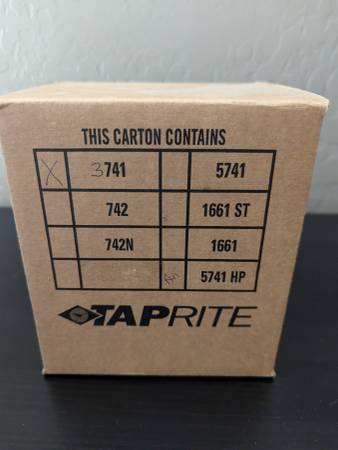 THIS CARTON CONTAINS
X 3741 5741
742 1661 ST
742N 1661
5741 HP
TAPRITE